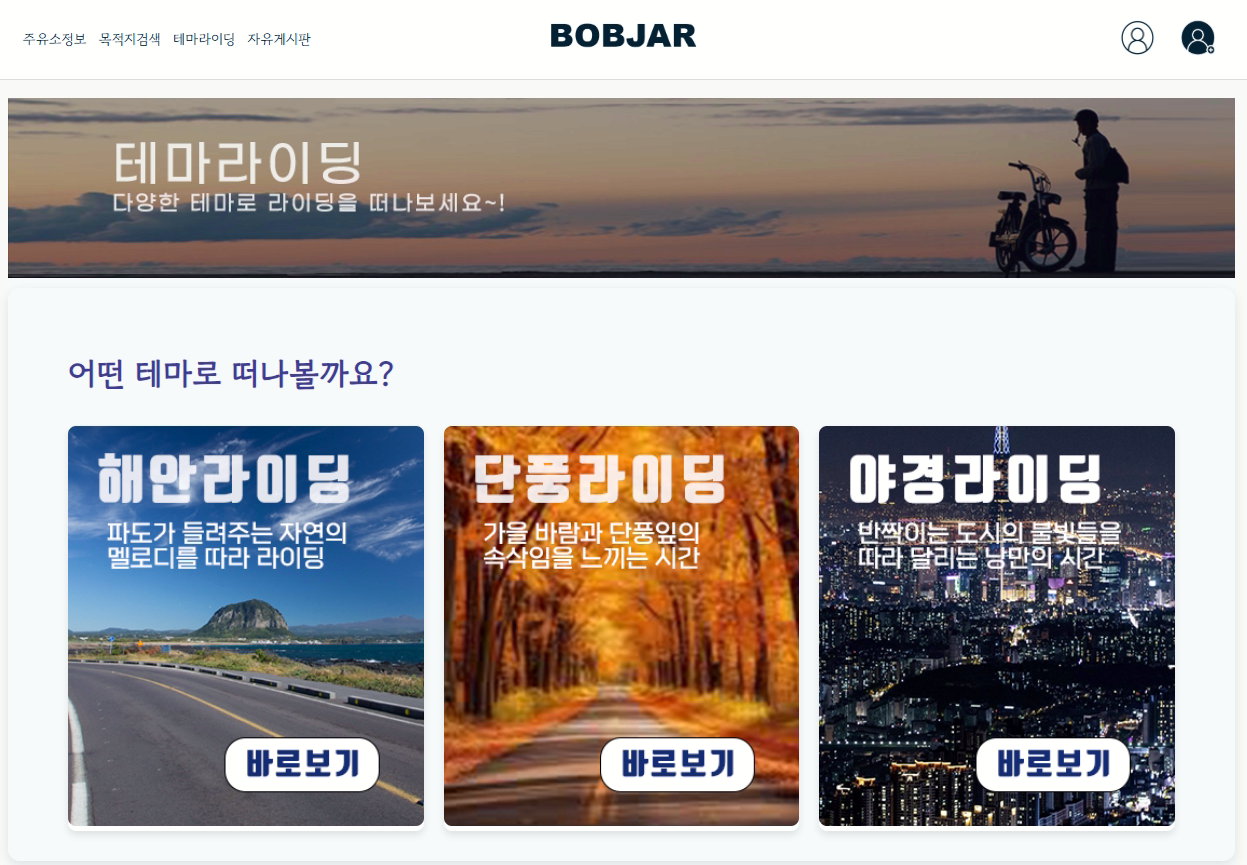 주유소정보 목적지검색 테마라이딩 자유게시판
BOBJAR
테마라이딩
다양한 테마로 라이딩을 떠나보세요~!
어떤 테마로 떠나볼까요?
해안라이딩
파도가 들려주는 자연의
멜로디를 따라 라이딩
바로보기
단풍라이딩
가을 바람과 단풍잎의
속삭임을 느끼는 시간
바로보기
야경라이딩
반짝이는 도시의 불빛들을
따라 달리는 낭만의 시간
바로보기